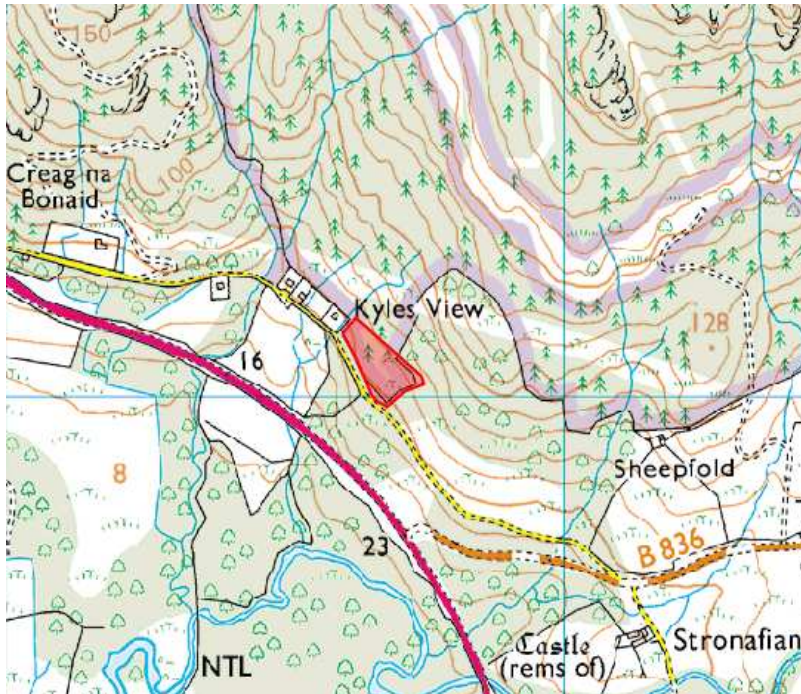 150
Creag na
Bonaid
100
Kyles View
128
16
8
Sheepfold
23
B 836
NTL
Castle
(rems of)
Stronafian